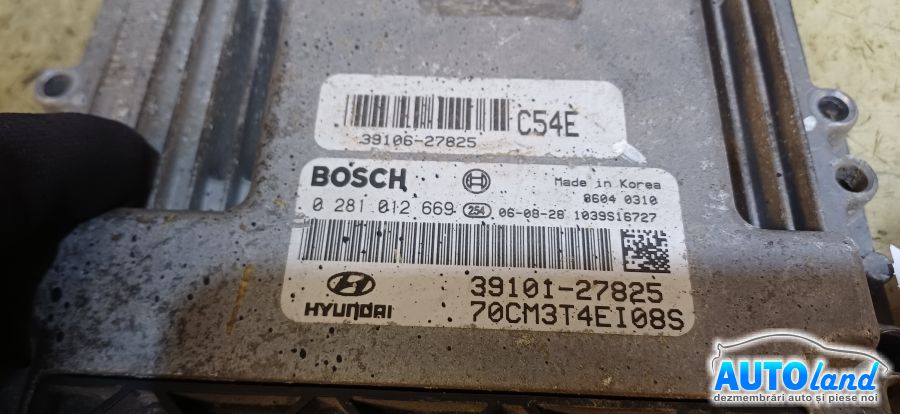 C54E
39106-27825
BOSCH
Made in Korea
8604 0310
0 281 012 669 254 06-08-28 1039S16727
39101-27825
HYUNDAI
70CM3T4EI08S
AUTOland
dezmembrări auto și piese noi